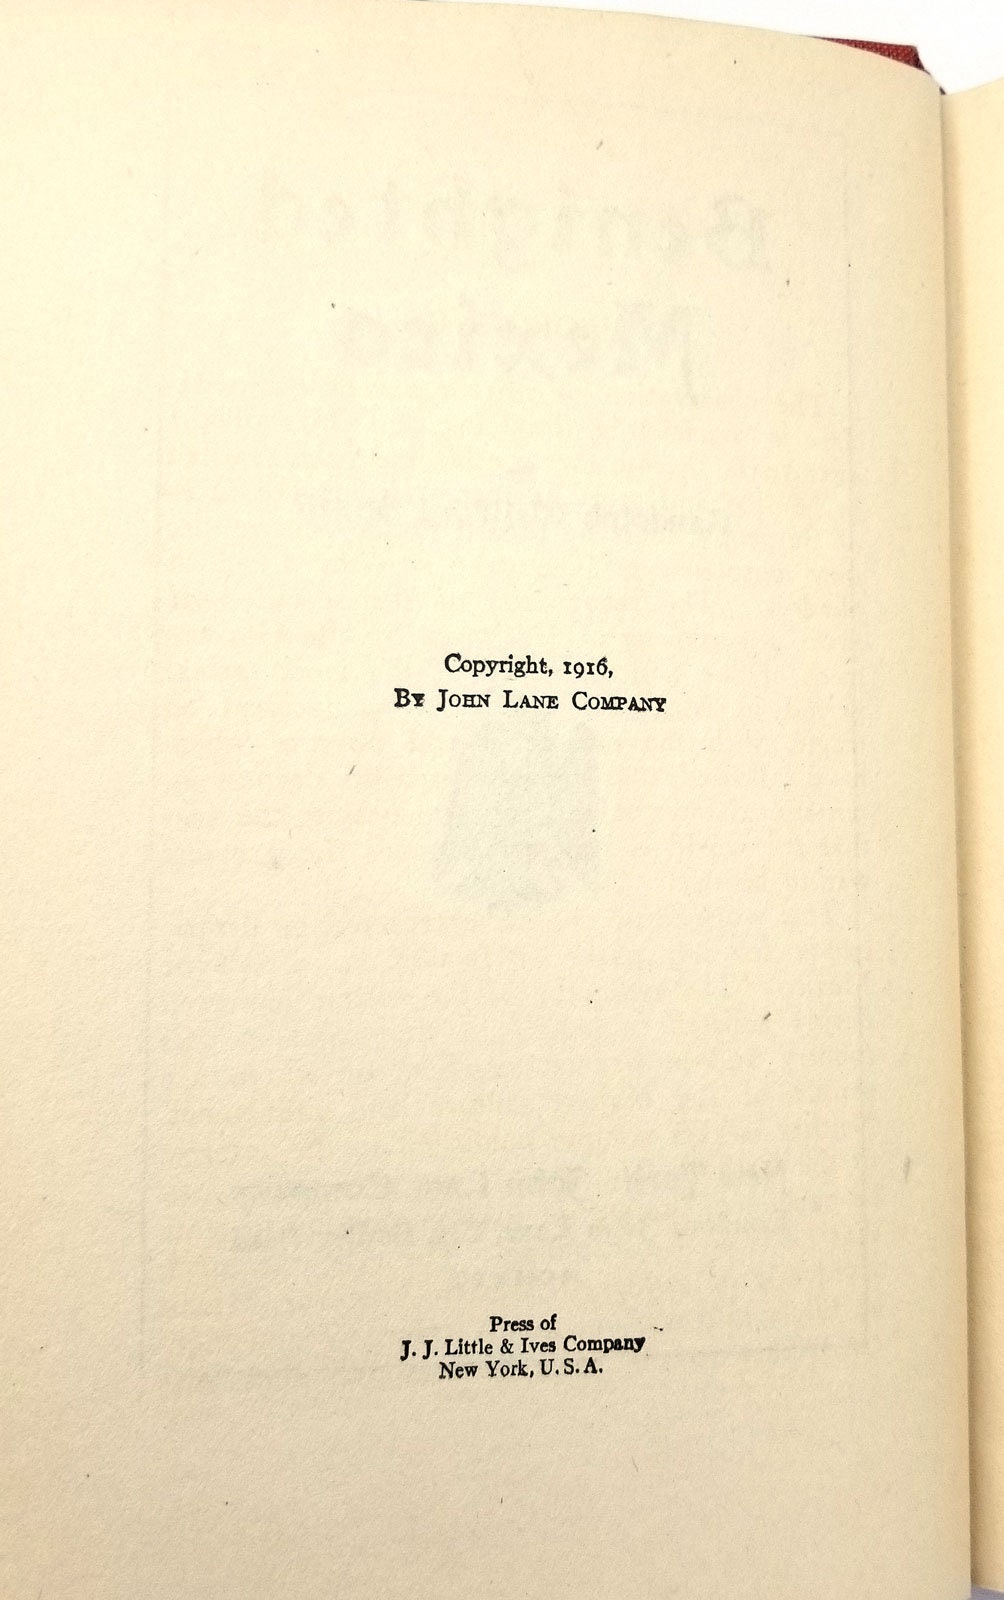 Copyright, 1916,
By John Lane Company
Press of
J. J. Little & Ives Company
New York, U.S.A.